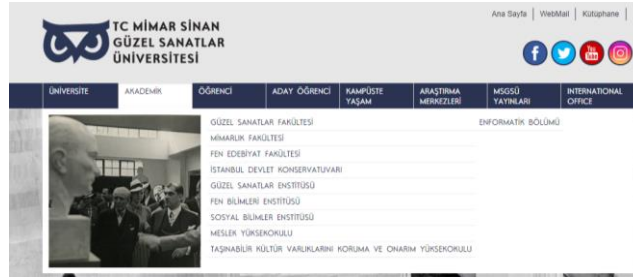 Ana Sayfa | WebMail | Kütüphane |
TC MİMAR SİNAN
GÜZEL SANATLAR
ÜNİVERSİTESİ
ÜNİVERSİTE
AKADEMİK
ÖĞRENCİ
ADAY ÖĞRENCİ
KAMPÜSTE
YAŞAM
ARAŞTIRMA
MERKEZLERİ
MSGSÜ
YAYINLARI
INTERNATIONAL
OFFICE
GÜZEL SANATLAR FAKÜLTESİ
MİMARLIK FAKÜLTESİ
FEN EDEBİYAT FAKÜLTESİ
İSTANBUL DEVLET KONSERVATUVARI
GÜZEL SANATLAR ENSTİTÜSÜ
FEN BİLİMLERİ ENSTİTÜSÜ
SOSYAL BİLİMLER ENSTİTÜSÜ
MESLEK YÜKSEKOKULU
TAŞINABİLİR KÜLTÜR VARLIKLARINI KORUMA VE ONARIM YÜKSEKOKULU
ENFORMATİK BÖLÜMÜ